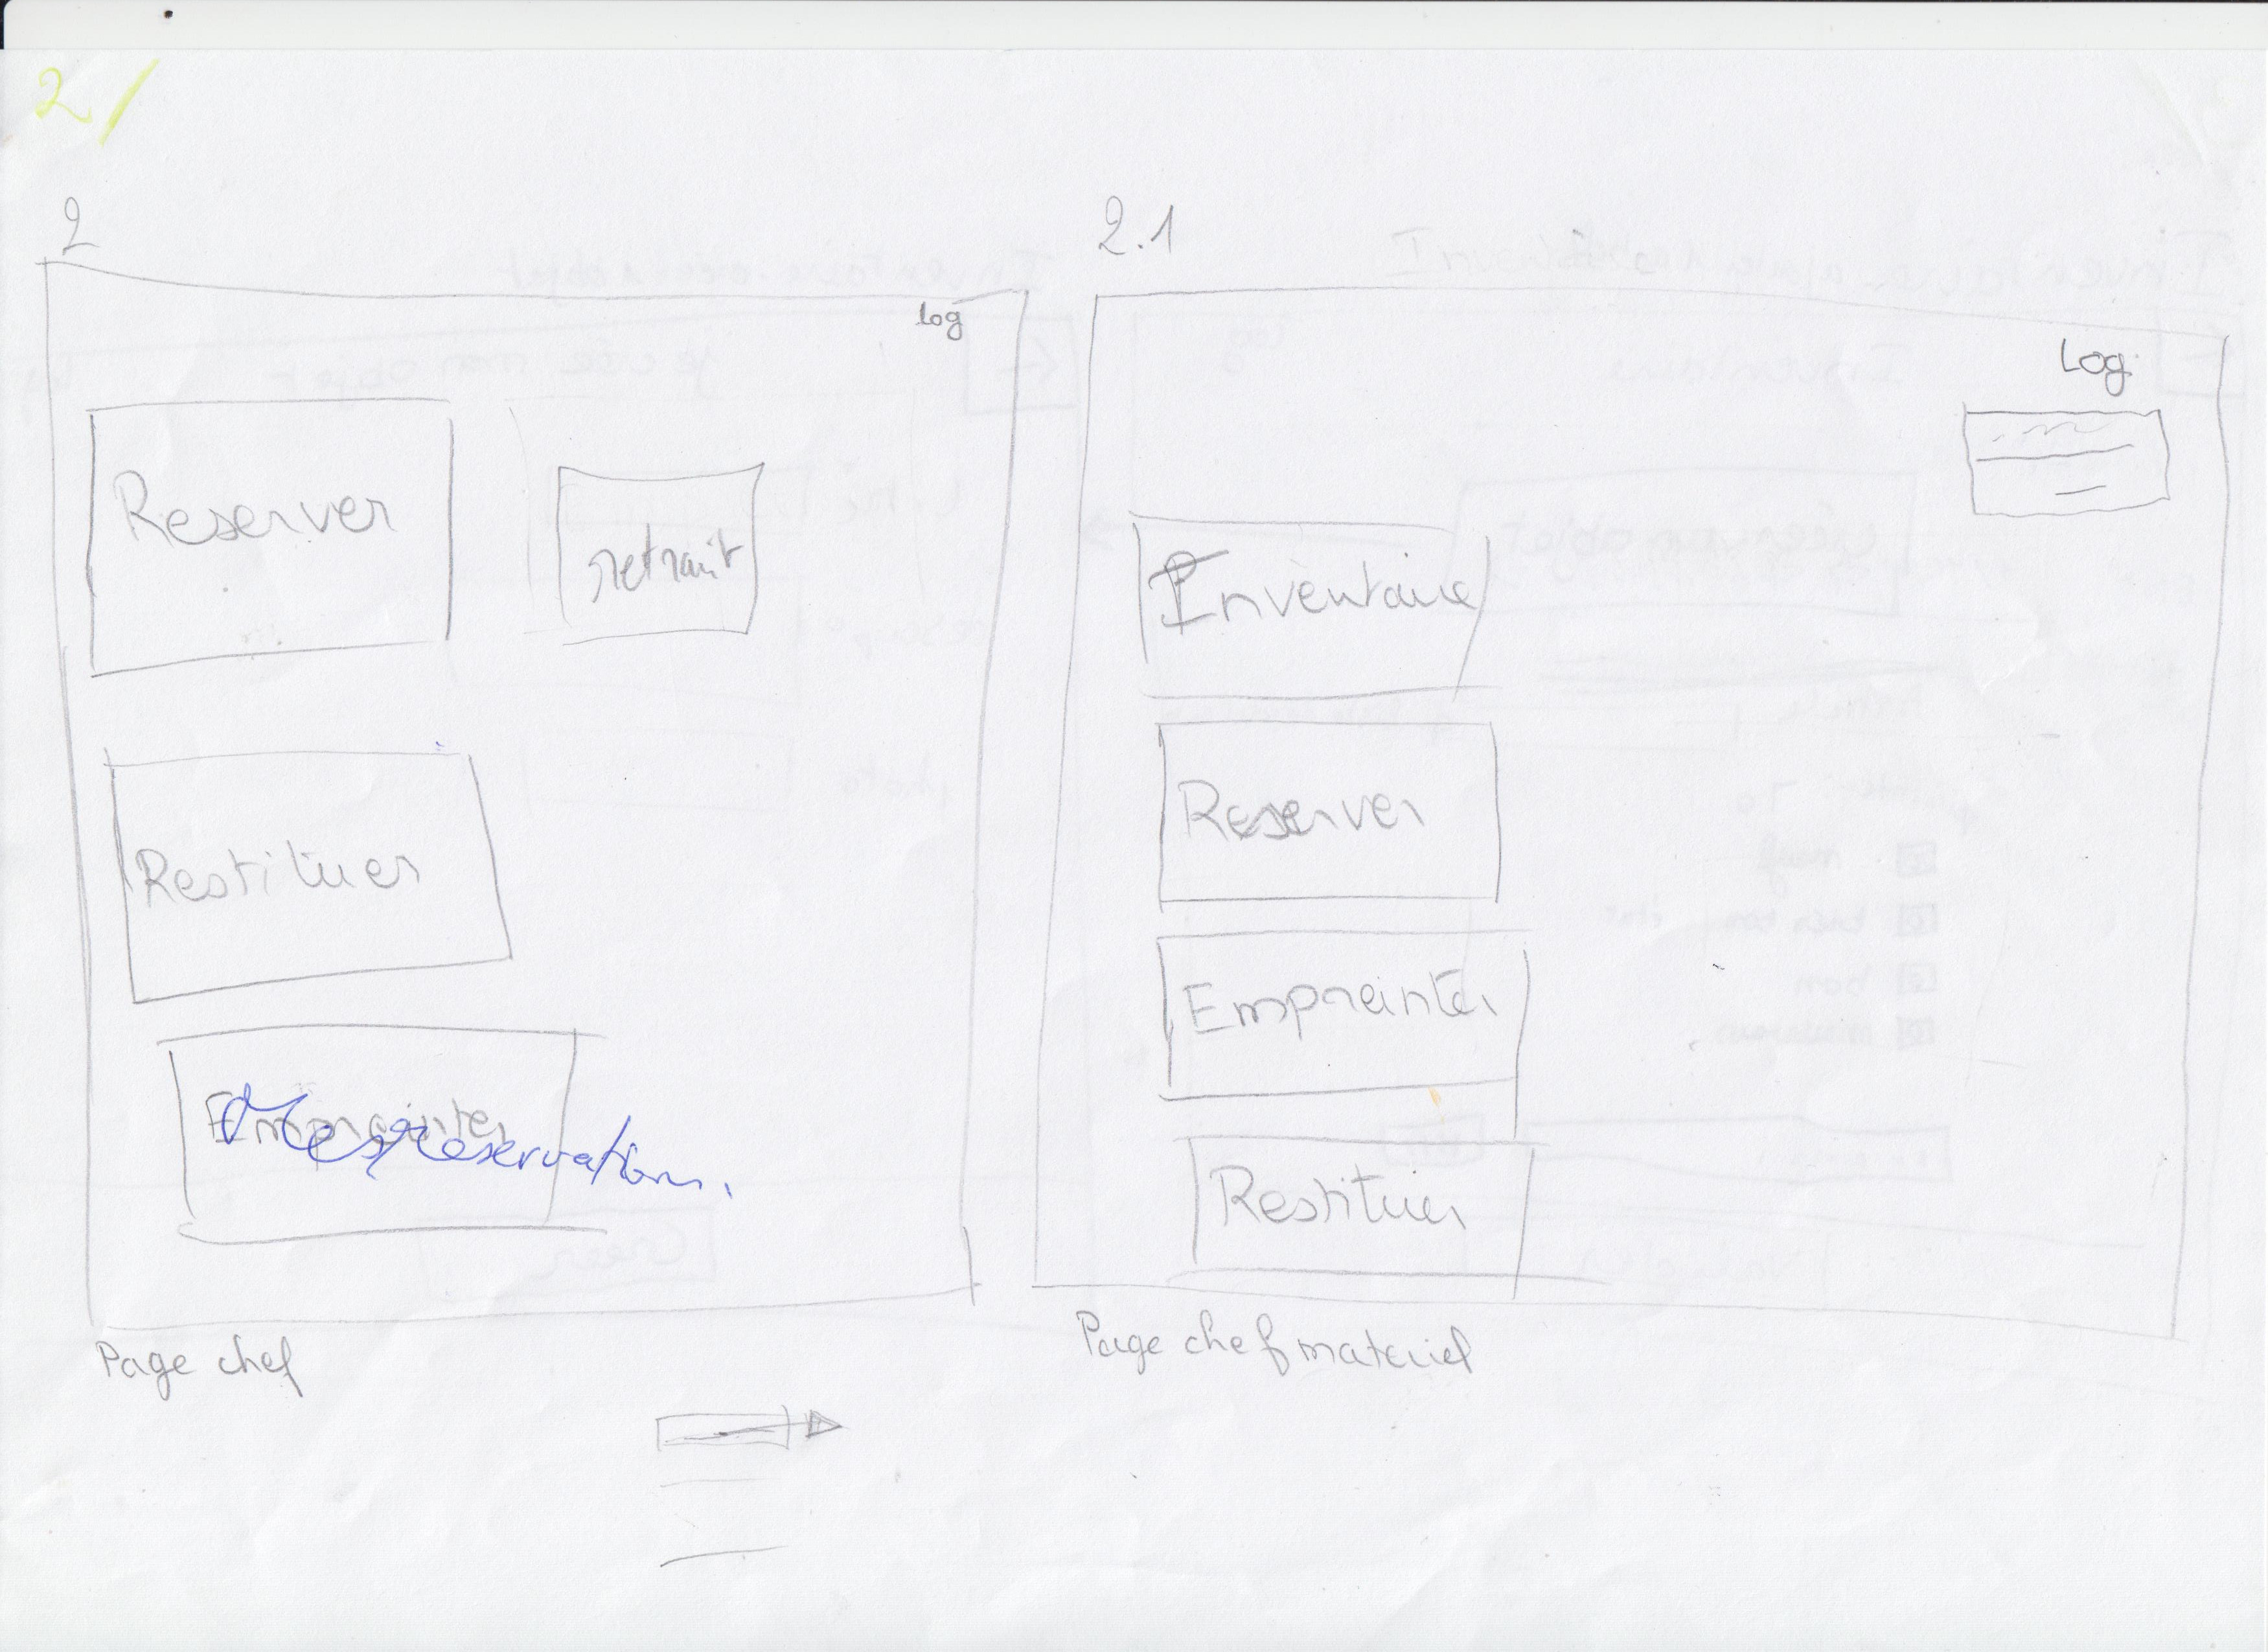 2/
2
log
Reserver
retrait
Restituer
Empreinter
Mes reservations.
Page chef
2.1
Log
Inventaire
Reserver
Empreinter
Restituer
Page chef materiel